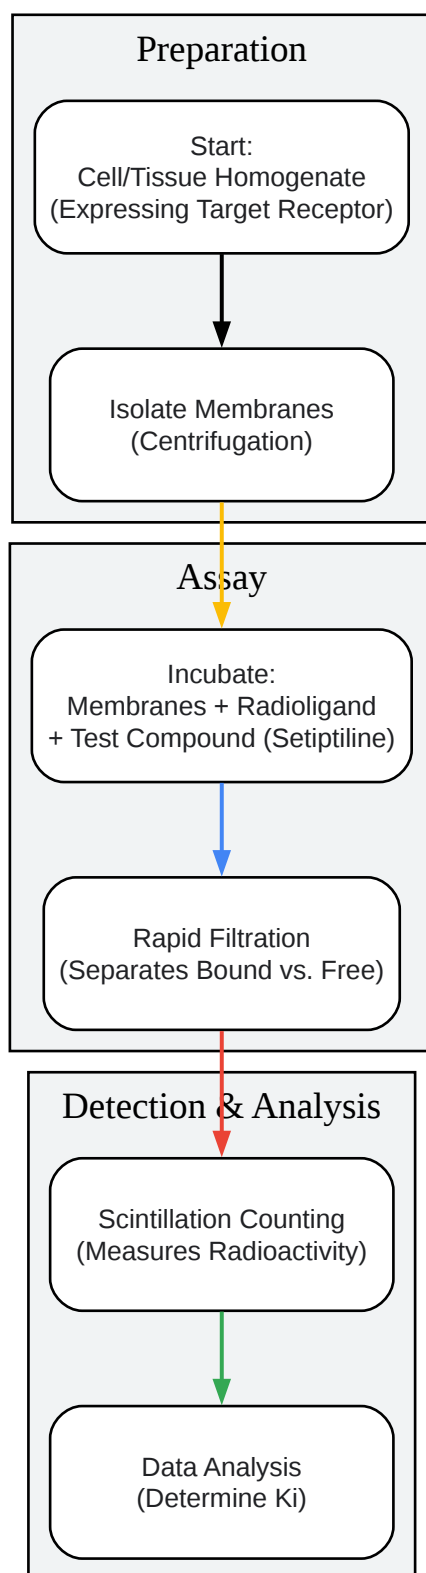 Preparation
Start:
Cell/Tissue Homogenate
(Expressing Target Receptor)
Isolate Membranes
(Centrifugation)
Assay
Incubate:
Membranes + Radioligand
+ Test Compound (Setiptiline)
Rapid Filtration
(Separates Bound vs. Free)
Detection & Analysis
Scintillation Counting
(Measures Radioactivity)
Data Analysis
(Determine Ki)